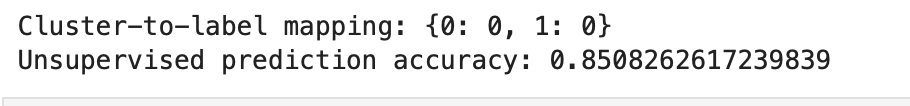 Cluster-to-label mapping: {0: 0, 1: 0}
Unsupervised prediction accuracy: 0.8508262617239839